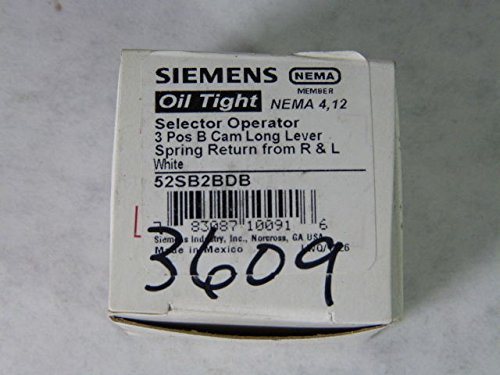 SIEMENS NEMA
MEMBER
Oil Tight NEMA 4,12
Selector Operator
3 Pos B Cam Long Lever
Spring Return from R & L
White
52SB2BDB
7 83087 10091 6
Siemens Industry, Inc., Norcross, GA USA
Made in Mexico
3609